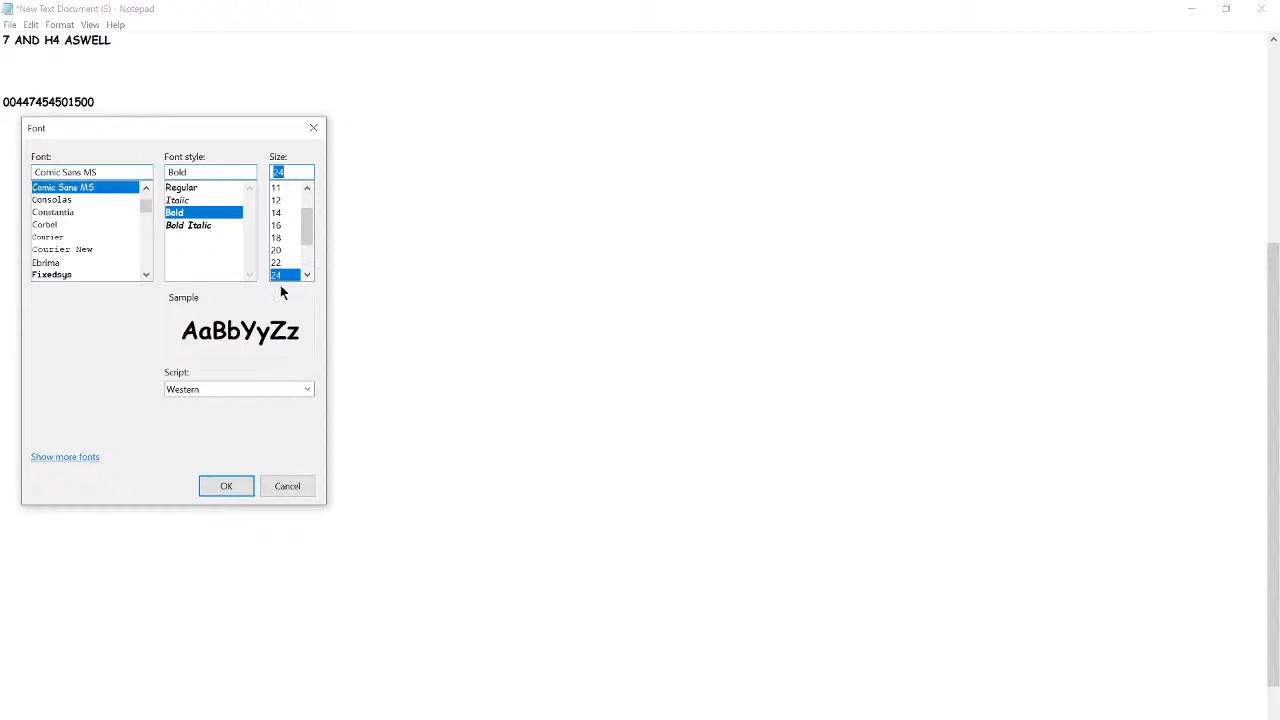 *New Text Document (5) - Notepad
File Edit Format View Help
7 AND H4 ASWELL
00447454501500
Font
Font: Font style: Size:
Comic Sans MS Bold 24
Comic Sans MS Regular 11
Consolas Italic 12
Constantia Bold 14
Corbel Bold Italic 16
Courier 18
Courier New 20
Ebrima 22
Fixedsys 24
Sample
AaBbYyZz
Script:
Western
Show more fonts
OK Cancel